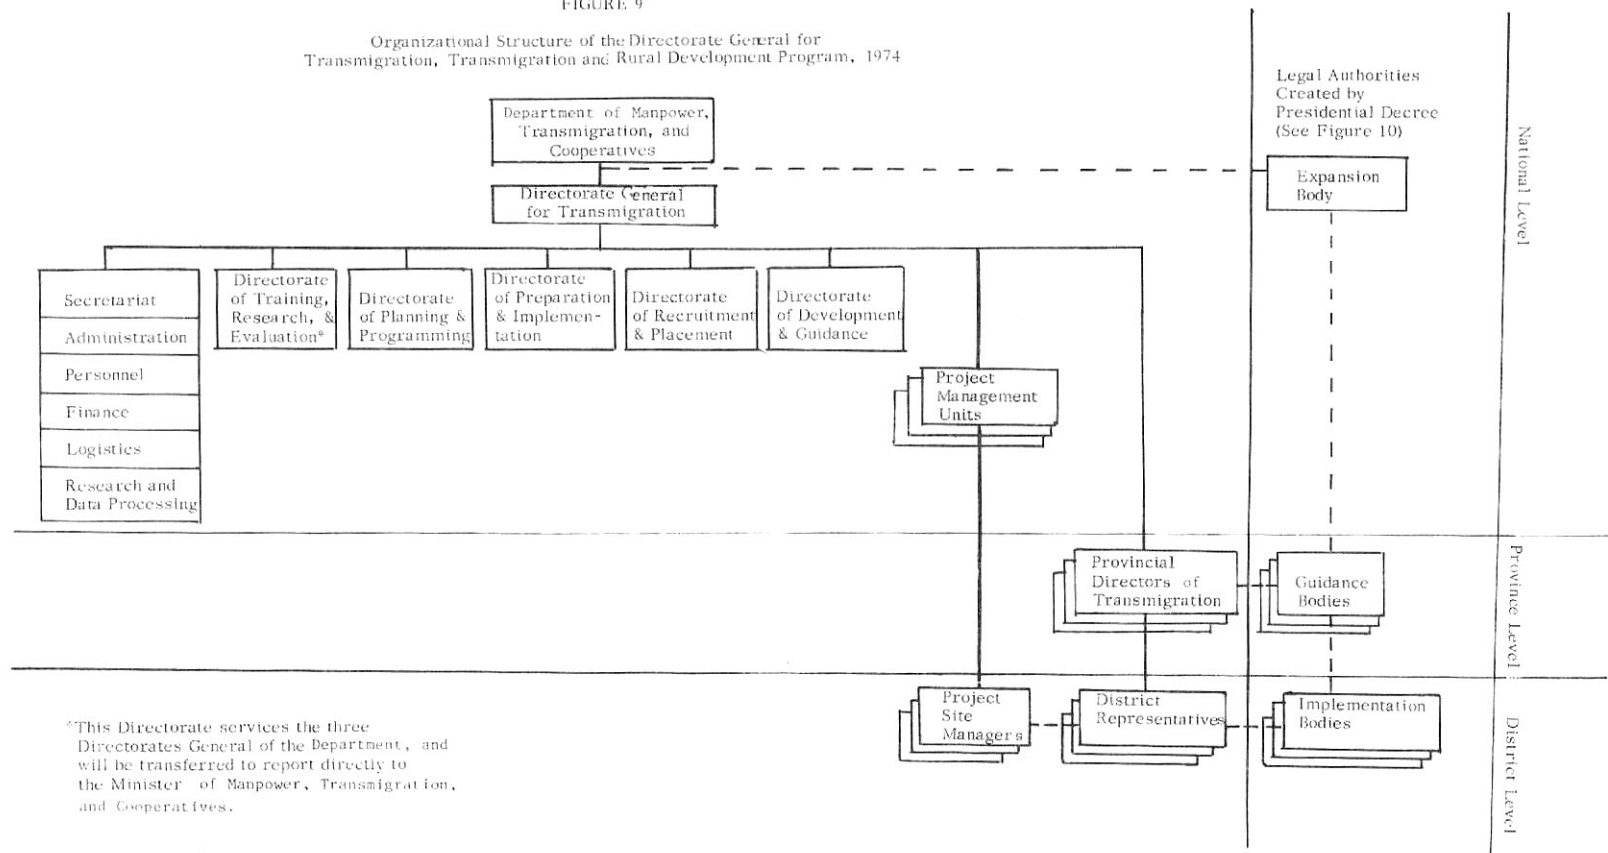 FIGURE 9
Organizational Structure of the Directorate General for
Transmigration, Transmigration and Rural Development Program, 1974
Legal Authorities
Created by
Presidential Decree
(See Figure 10)
Department of Manpower,
Transmigration, and
Cooperatives
Expansion
Body
Directorate General
for Transmigration
National Level
Secretariat
Administration
Personnel
Finance
Logistics
Research and
Data Processing
Directorate
of Training,
Research, &
Evaluation*
Directorate
of Planning &
Programming
Directorate
of Preparation
& Implemen-
tation
Directorate
of Recruitment
& Placement
Directorate
of Development
& Guidance
Project
Management
Units
Provincial
Directors of
Transmigration
Guidance
Bodies
Province Level
Project
Site
Managers
District
Representatives
Implementation
Bodies
District Level
*This Directorate services the three
Directorates General of the Department, and
will be transferred to report directly to
the Minister of Manpower, Transmigration,
and Cooperatives.